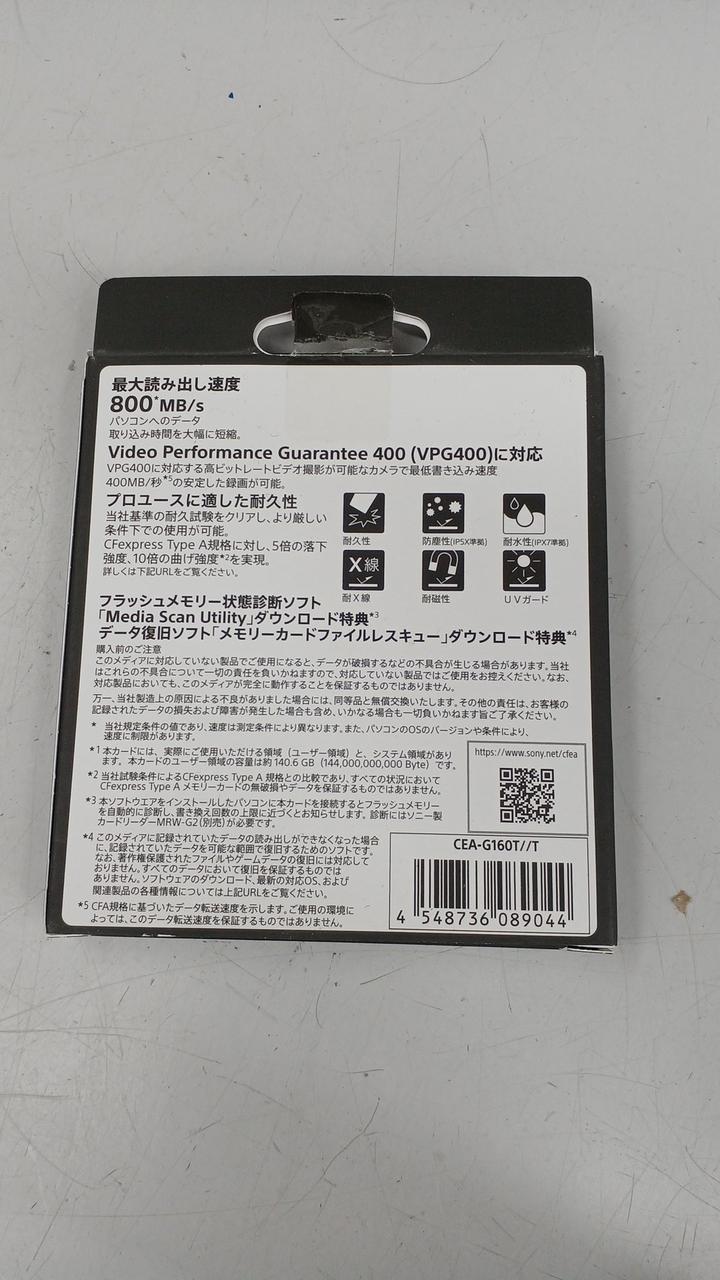 最大読み出し速度
800*MB/s
パソコンへのデータ
取り込み時間を大幅に短縮。
Video Performance Guarantee 400 (VPG400)に対応
VPG400に対応する高ビットレートビデオ撮影が可能なカメラで最低書き込み速度
400MB/秒*5の安定した録画が可能。
プロユースに適した耐久性
当社基準の耐久試験をクリアし、より厳しい
条件下での使用が可能。
CFexpress Type A規格に対し、5倍の落下
強度、10倍の曲げ強度*2を実現。
詳しくは下記URLをご覧ください。
耐久性
防塵性(IP5X準拠)
耐水性(IPX7準拠)
X線
耐X線
耐磁性
UVガード
フラッシュメモリー状態診断ソフト
「Media Scan Utility」ダウンロード特典*3
データ復旧ソフト「メモリーカードファイルレスキュー」ダウンロード特典*4
購入前のご注意
このメディアに対応していない製品でご使用になると、データが破損するなどの不具合が生じる場合があります。当社
はこれらの不具合について一切の責任を負いかねますので、対応していない製品ではご使用をお控えください。なお、
対応製品においても、このメディアが完全に動作することを保証するものではありません。
万一、当社製造上の原因による不良がありました場合には、同等品と無償交換いたします。その他の責任は、お客様の
記録されたデータの損失および障害が発生した場合も含め、いかなる場合も一切負いかねます旨ご了承ください。
* 当社規定条件の値であり、速度は測定条件により異なります。また、パソコンのOSのバージョンや条件により、
速度に制限があります。
*1 本カードには、実際にご使用いただける領域（ユーザー領域）と、システム領域があり
ます。本カードのユーザー領域の容量は約 140.6 GB（144,000,000,000 Byte）です。
*2 当社試験条件によるCFexpress Type A 規格との比較であり、すべての状況において
CFexpress Type A メモリーカードの無破損やデータを保証するものではありません。
*3 本ソフトウエアをインストールしたパソコンに本カードを接続するとフラッシュメモリー
を自動的に診断し、書き換え回数の上限に近づくとお知らせします。診断にはソニー製
カードリーダーMRW-G2(別売)が必要です。
*4 このメディアに記録されていたデータの読み出しができなくなった場合
に、記録されていたデータを可能な範囲で復旧するためのソフトです。
なお、著作権保護されたファイルやゲームデータの復旧には対応して
おりません。すべてのデータにおいて復旧を保証するものでは
ありません。ソフトウェアのダウンロード、最新の対応OS、および
関連製品の各種情報については上記URLをご覧ください。
*5 CFA規格に基づいたデータ転送速度を示します。ご使用の環境に
よっては、このデータ転送速度を保証するものではありません。
https://www.sony.net/cfea
CEA-G160T//T
4 548736 089044